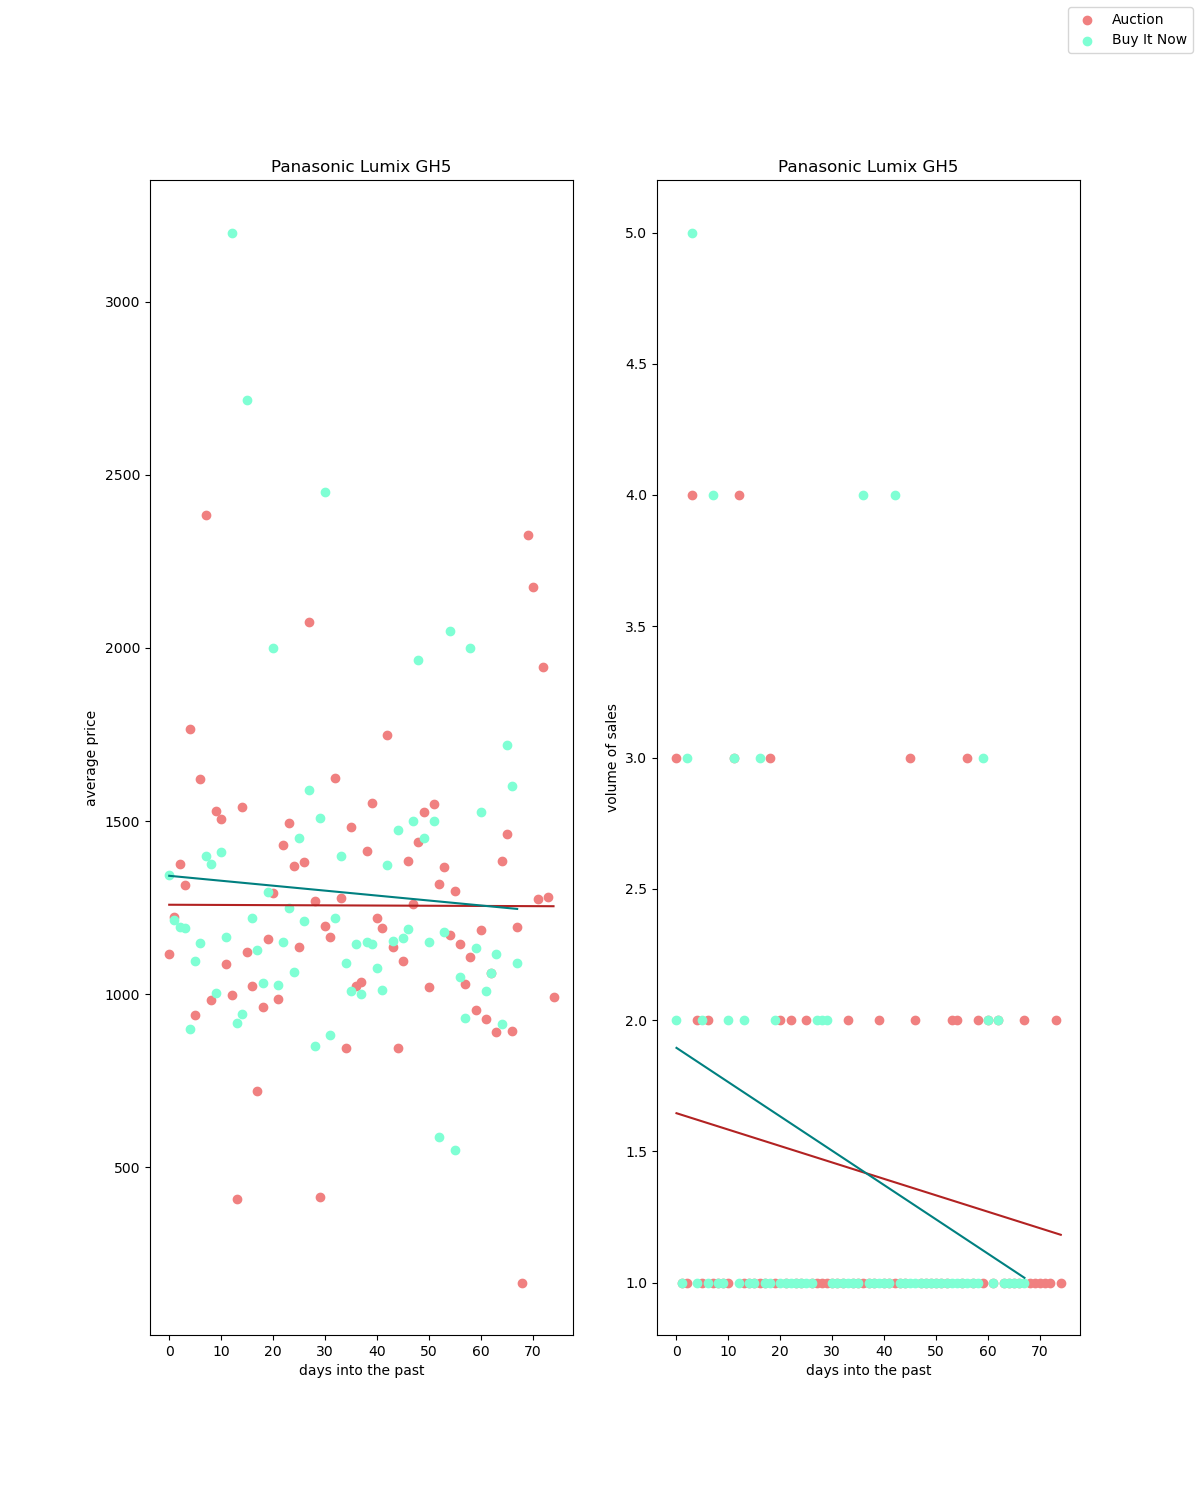 Auction
Buy It Now
Panasonic Lumix GH5
average price
3000
2500
2000
1500
1000
500
0 10 20 30 40 50 60 70
days into the past
Panasonic Lumix GH5
volume of sales
5.0
4.5
4.0
3.5
3.0
2.5
2.0
1.5
1.0
0 10 20 30 40 50 60 70
days into the past